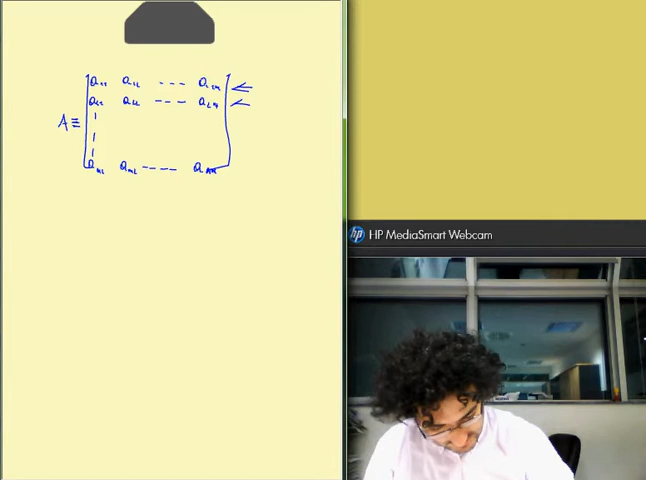 a₁₁ a₁₂ --- a₁ₙ
A ≡ a₂₁ a₂₂ --- a₂ₙ
aₘ₁ aₘ₂ ---- aₘₙ
HP MediaSmart Webcam